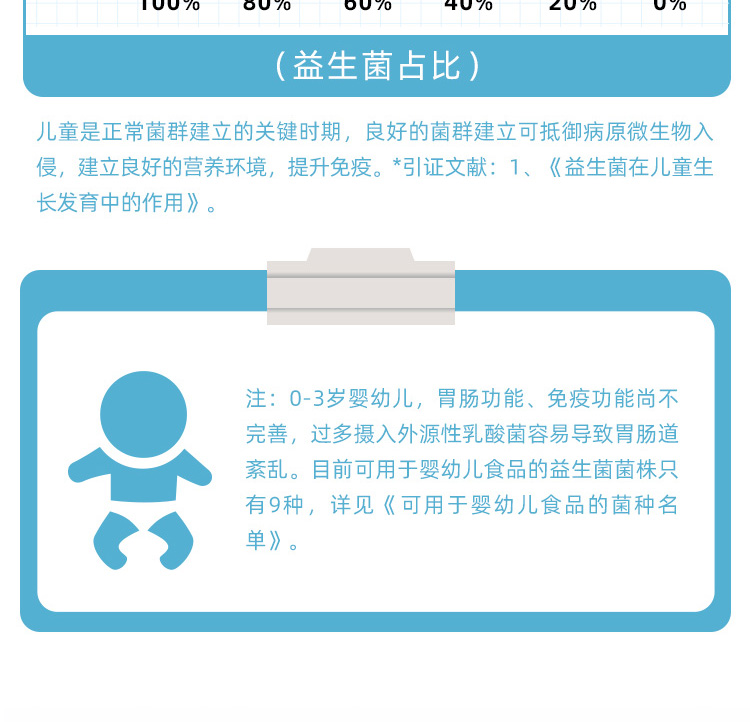 100% 80% 60% 40% 20% 0%
（益生菌占比）
儿童是正常菌群建立的关键时期，良好的菌群建立可抵御病原微生物入
侵，建立良好的营养环境，提升免疫。*引证文献：1、《益生菌在儿童生
长发育中的作用》。
注：0-3岁婴幼儿，胃肠功能、免疫功能尚不
完善，过多摄入外源性乳酸菌容易导致胃肠道
紊乱。目前可用于婴幼儿食品的益生菌菌株只
有9种，详见《可用于婴幼儿食品的菌种名
单》。